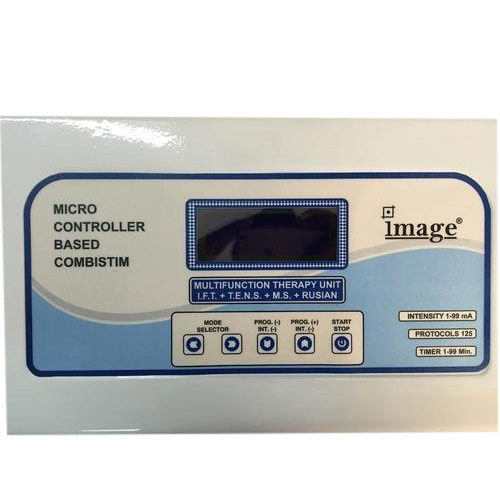 MICRO
CONTROLLER
BASED
COMBISTIM
image®
MULTIFUNCTION THERAPY UNIT
I.F.T. + T.E.N.S. + M.S. + RUSIAN
MODE
SELECTOR
PROG. (-)
INT. (-)
PROG. (+)
INT. (-)
START
STOP
INTENSITY 1-99 mA
PROTOCOLS 125
TIMER 1-99 Min.